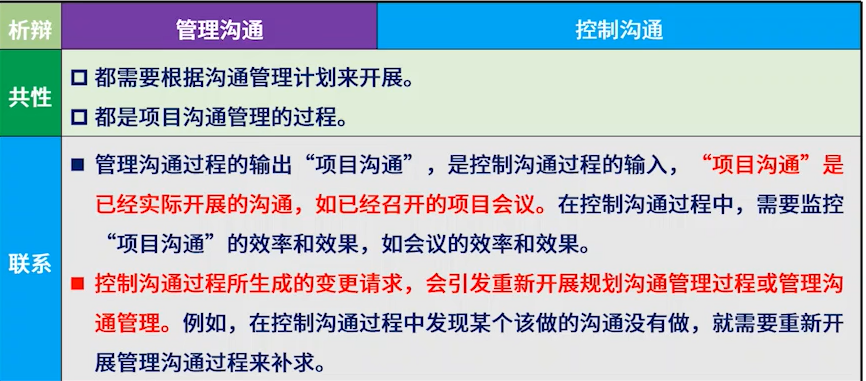 析辩 管理沟通 控制沟通
共性
都需要根据沟通管理计划来开展。
都是项目沟通管理的过程。
联系
管理沟通过程的输出“项目沟通”，是控制沟通过程的输入，“项目沟通”是
已经实际开展的沟通，如已经召开的项目会议。在控制沟通过程中，需要监控
“项目沟通”的效率和效果，如会议的效率和效果。
控制沟通过程所生成的变更请求，会引发重新开展规划沟通管理过程或管理沟
通管理。例如，在控制沟通过程中发现某个该做的沟通没有做，就需要重新开
展管理沟通过程来补求。